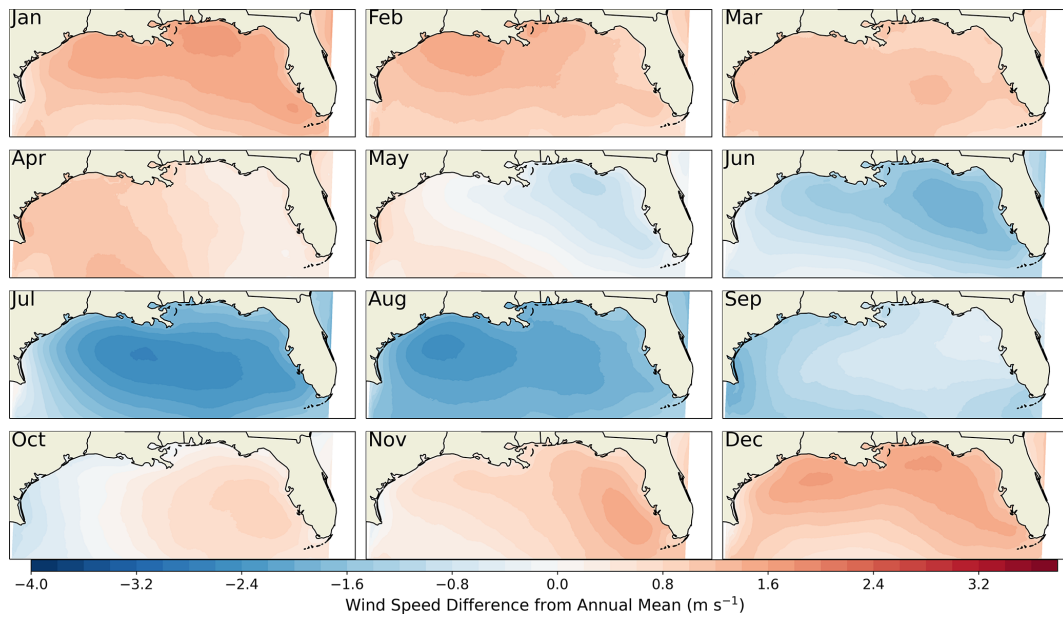 Jan Feb Mar
Apr May Jun
Jul Aug Sep
Oct Nov Dec
−4.0 −3.2 −2.4 −1.6 −0.8 0.0 0.8 1.6 2.4 3.2
Wind Speed Difference from Annual Mean (m s⁻¹)